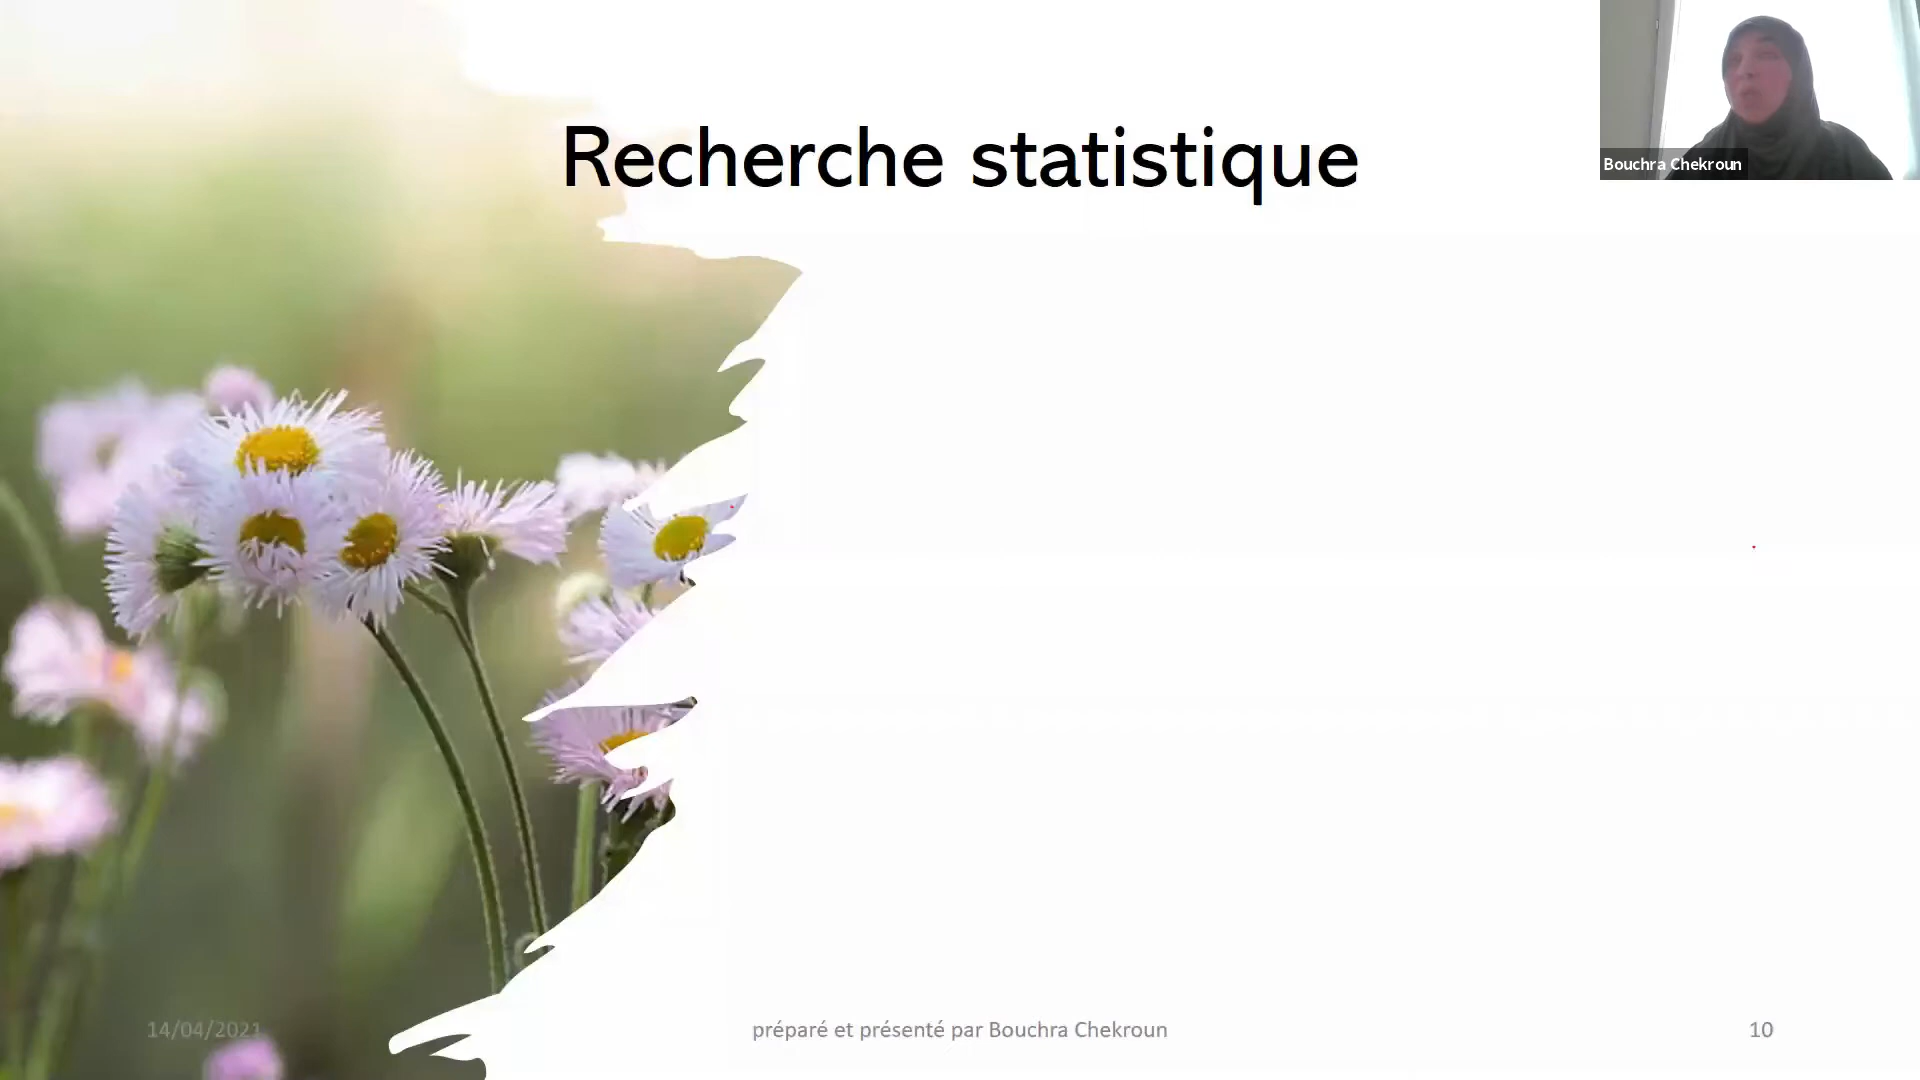 Recherche statistique
Bouchra Chekroun
14/04/2021
préparé et présenté par Bouchra Chekroun
10